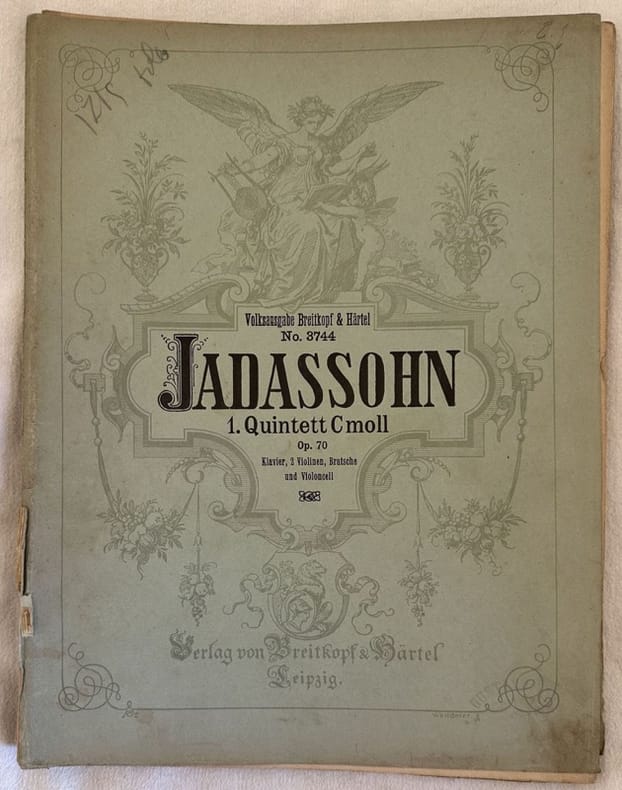 Volksausgabe Breitkopf & Härtel
No. 3744
JADASSOHN
1. Quintett C moll
Op. 70
Klavier, 2 Violinen, Bratsche
und Violoncell
Verlag von Breitkopf & Härtel
Leipzig.